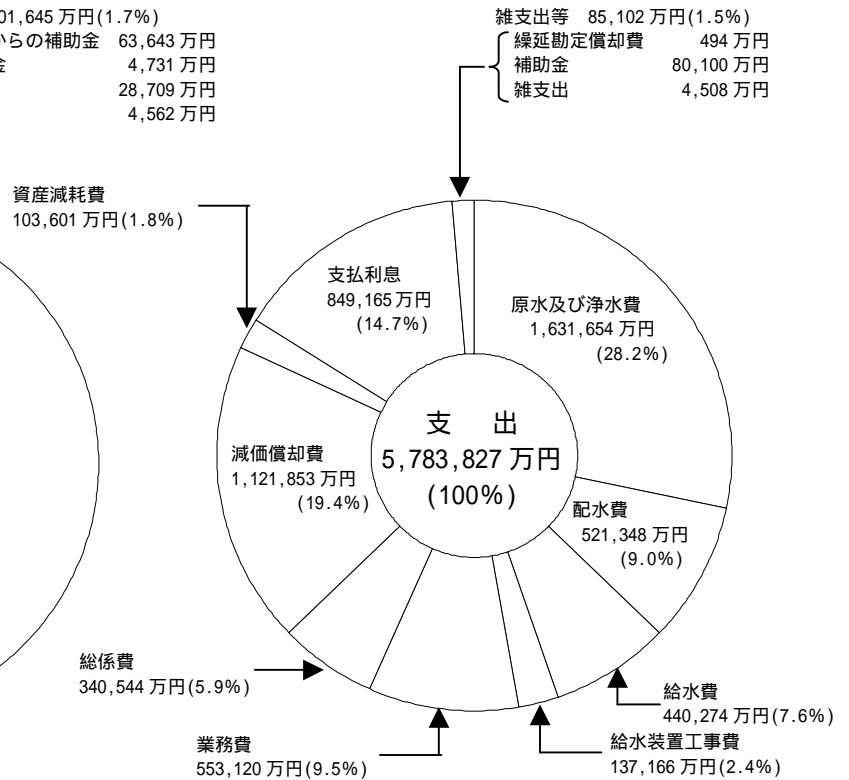 01,645 万円(1.7%)
からの補助金 63,643 万円
金 4,731 万円
28,709 万円
4,562 万円
雑支出等 85,102 万円(1.5%)
繰延勘定償却費 494 万円
補助金 80,100 万円
雑支出 4,508 万円
資産減耗費
103,601 万円(1.8%)
支払利息
849,165 万円
(14.7%)
原水及び浄水費
1,631,654 万円
(28.2%)
支 出
5,783,827 万円
(100%)
減価償却費
1,121,853 万円
(19.4%)
配水費
521,348 万円
(9.0%)
総係費
340,544 万円(5.9%)
給水費
440,274 万円(7.6%)
業務費
553,120 万円(9.5%)
給水装置工事費
137,166 万円(2.4%)